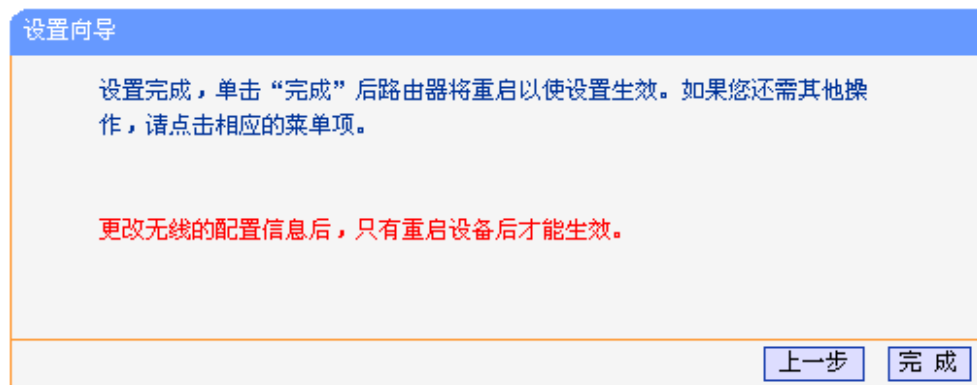 设置向导
设置完成，单击“完成”后路由器将重启以使设置生效。如果您还需其他操
作，请点击相应的菜单项。
更改无线的配置信息后，只有重启设备后才能生效。
上一步 完 成